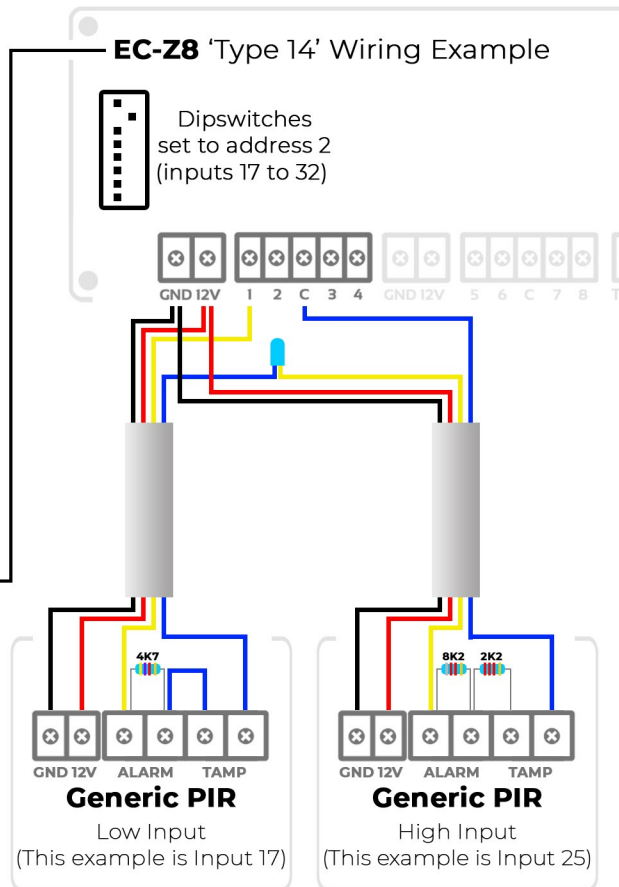 EC-Z8 ‘Type 14’ Wiring Example
Dipswitches
set to address 2
(inputs 17 to 32)
GND 12V 1 2 C 3 4 GND 12V 5 6 C 7 8 T
4K7
8K2 2K2
GND 12V ALARM TAMP
GND 12V ALARM TAMP
Generic PIR
Low Input
(This example is Input 17)
Generic PIR
High Input
(This example is Input 25)